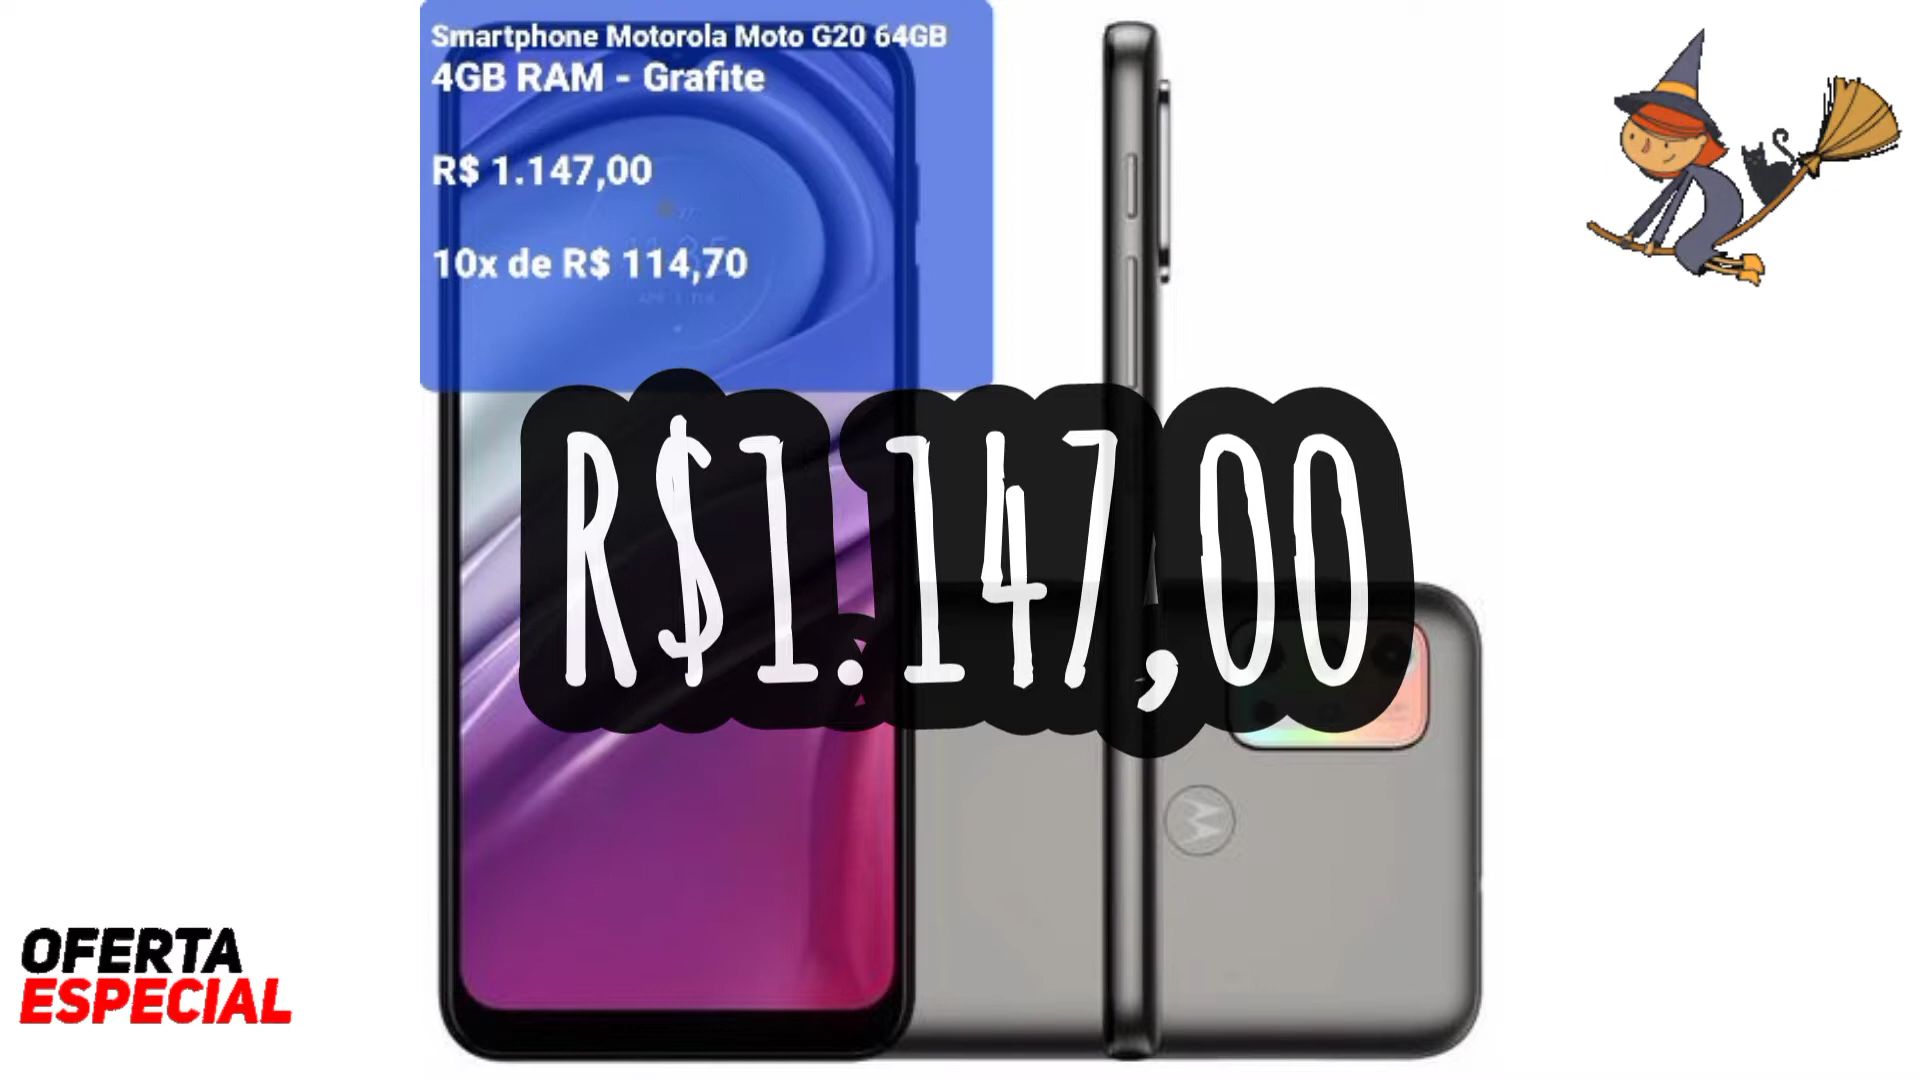 Smartphone Motorola Moto G20 64GB
4GB RAM - Grafite
R$ 1.147,00
10x de R$ 114,70
R$1.147,00
OFERTA
ESPECIAL